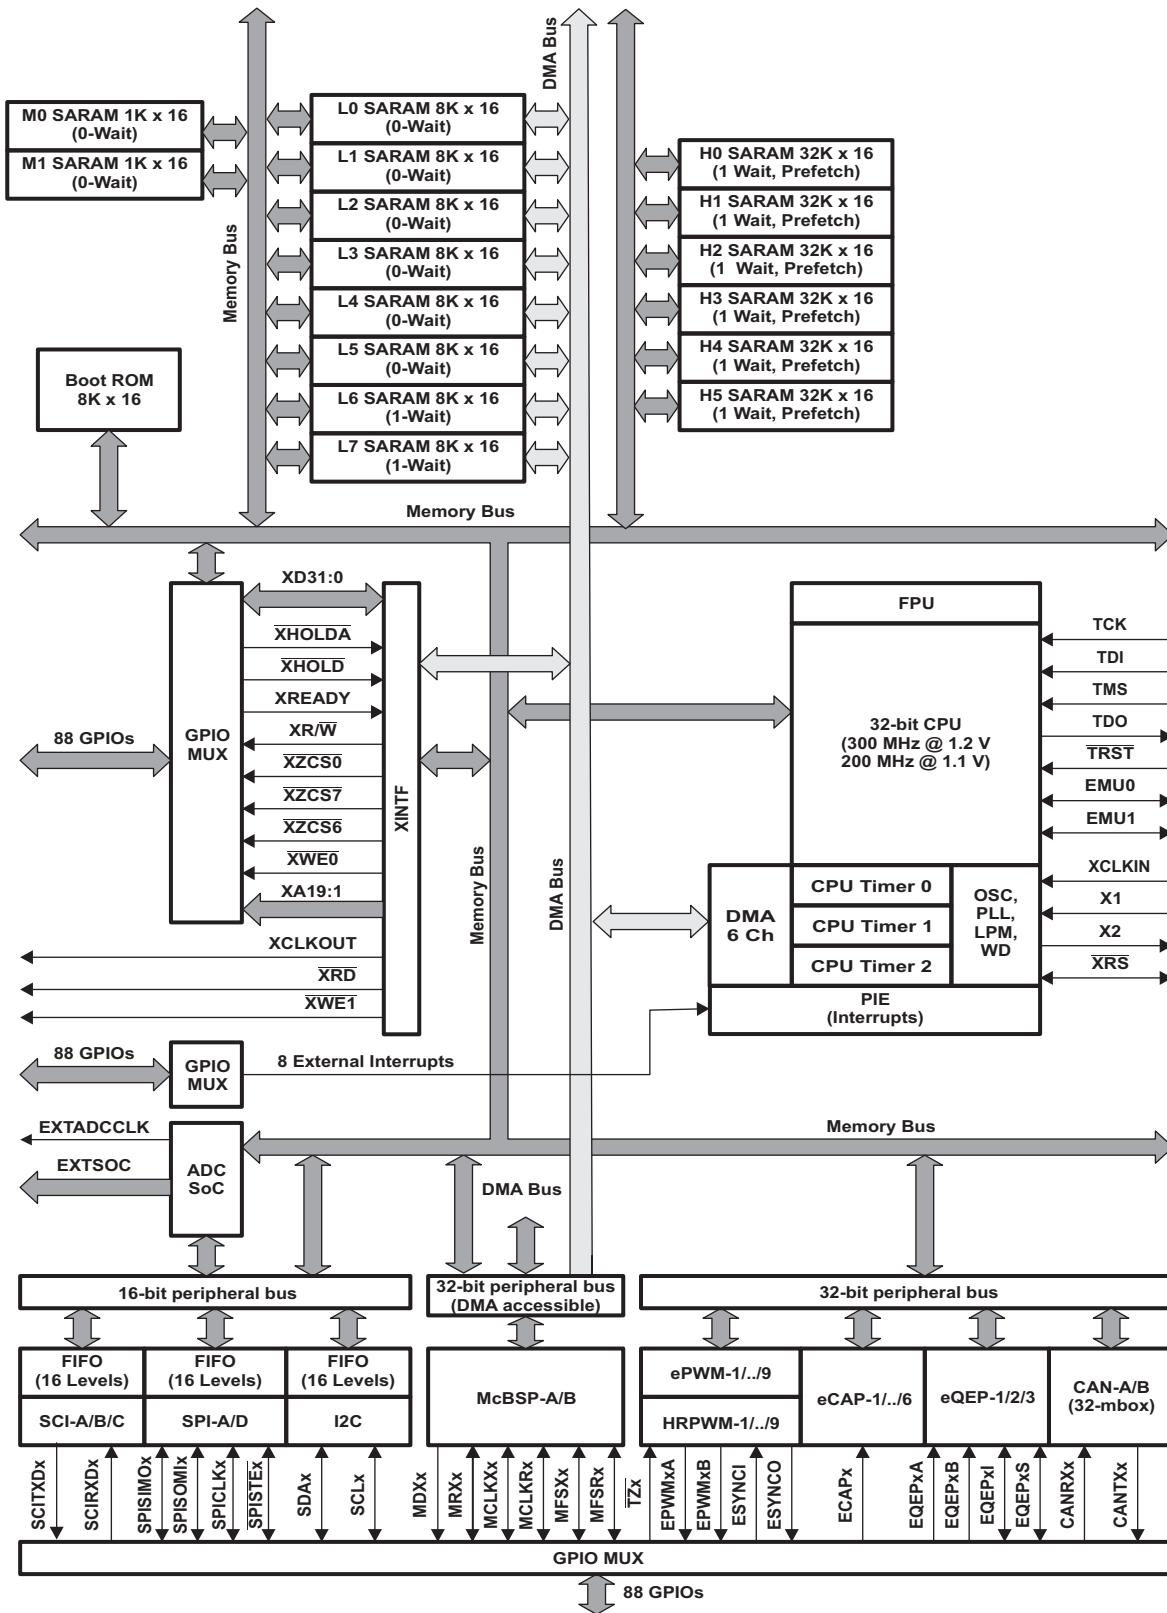 DMA Bus
M0 SARAM 1K x 16
(0-Wait)
M1 SARAM 1K x 16
(0-Wait)
Memory Bus
L0 SARAM 8K x 16
(0-Wait)
L1 SARAM 8K x 16
(0-Wait)
L2 SARAM 8K x 16
(0-Wait)
L3 SARAM 8K x 16
(0-Wait)
L4 SARAM 8K x 16
(0-Wait)
L5 SARAM 8K x 16
(0-Wait)
L6 SARAM 8K x 16
(1-Wait)
L7 SARAM 8K x 16
(1-Wait)
H0 SARAM 32K x 16
(1 Wait, Prefetch)
H1 SARAM 32K x 16
(1 Wait, Prefetch)
H2 SARAM 32K x 16
(1  Wait, Prefetch)
H3 SARAM 32K x 16
(1 Wait, Prefetch)
H4 SARAM 32K x 16
(1 Wait, Prefetch)
H5 SARAM 32K x 16
(1 Wait, Prefetch)
Boot ROM
8K x 16
Memory Bus
88 GPIOs
GPIO
MUX
XD31:0
XHOLDA
XHOLD
XREADY
XR/W
XZCS0
XZCS7
XZCS6
XWE0
XA19:1
XCLKOUT
XRD
XWE1
XINTF
Memory Bus
DMA Bus
FPU
32-bit CPU
(300 MHz @ 1.2 V
200 MHz @ 1.1 V)
TCK
TDI
TMS
TDO
TRST
EMU0
EMU1
XCLKIN
X1
X2
XRS
DMA
6 Ch
CPU Timer 0
CPU Timer 1
CPU Timer 2
OSC,
PLL,
LPM,
WD
PIE
(Interrupts)
88 GPIOs
GPIO
MUX
8 External Interrupts
EXTADCCLK
EXTSOC
ADC
SoC
Memory Bus
DMA Bus
16-bit peripheral bus
32-bit peripheral bus
(DMA accessible)
32-bit peripheral bus
FIFO
(16 Levels)
FIFO
(16 Levels)
FIFO
(16 Levels)
SCI-A/B/C
SPI-A/D
I2C
McBSP-A/B
ePWM-1/../9
HRPWM-1/../9
eCAP-1/../6
eQEP-1/2/3
CAN-A/B
(32-mbox)
SCITXDx
SCIRXDx
SPISIMOx
SPISOMIx
SPICLKx
SPISTEx
SDAx
SCLx
MDXx
MRXx
MCLKXx
MCLKRx
MFSXx
MFSRx
TZx
EPWMxA
EPWMxB
ESYNCI
ESYNCO
ECAPx
EQEPxA
EQEPxB
EQEPxI
EQEPxS
CANRXx
CANTXx
GPIO MUX
88 GPIOs